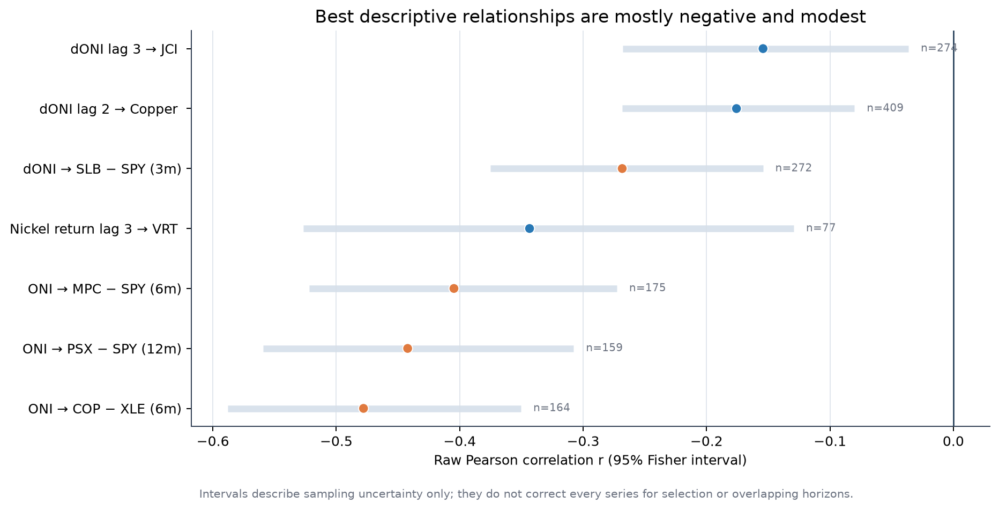 Best descriptive relationships are mostly negative and modest
dONI lag 3 → JCI
n=274
dONI lag 2 → Copper
n=409
dONI → SLB − SPY (3m)
n=272
Nickel return lag 3 → VRT
n=77
ONI → MPC − SPY (6m)
n=175
ONI → PSX − SPY (12m)
n=159
ONI → COP − XLE (6m)
n=164
−0.6 −0.5 −0.4 −0.3 −0.2 −0.1 0.0
Raw Pearson correlation r (95% Fisher interval)
Intervals describe sampling uncertainty only; they do not correct every series for selection or overlapping horizons.